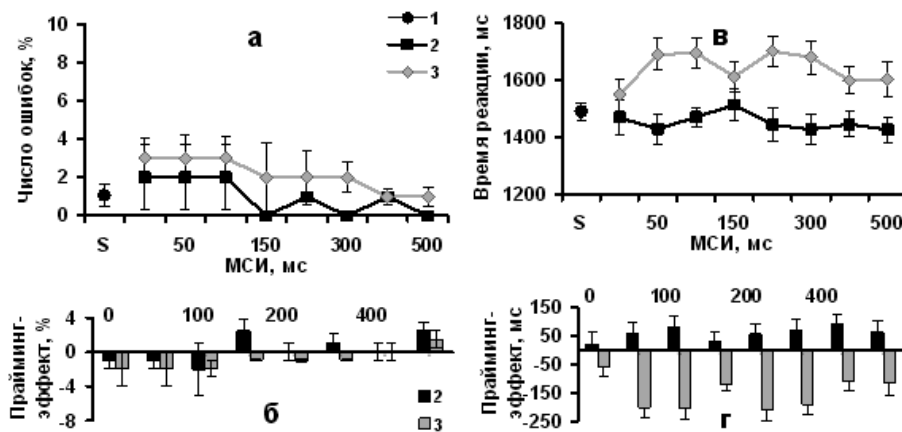 Число ошибок, %
10
8
6
4
2
0
а
1
2
3
S 50 150 300 500
МСИ, мс
Время реакции, мс
1800
1600
1400
1200
В
S 50 150 300 500
МСИ, мс
Прайминг-
эффект, %
4
0
-4
-8
0 100 200 400
б
2
3
Прайминг-
эффект, мс
150
50
-50
-150
-250
0 100 200 400
г